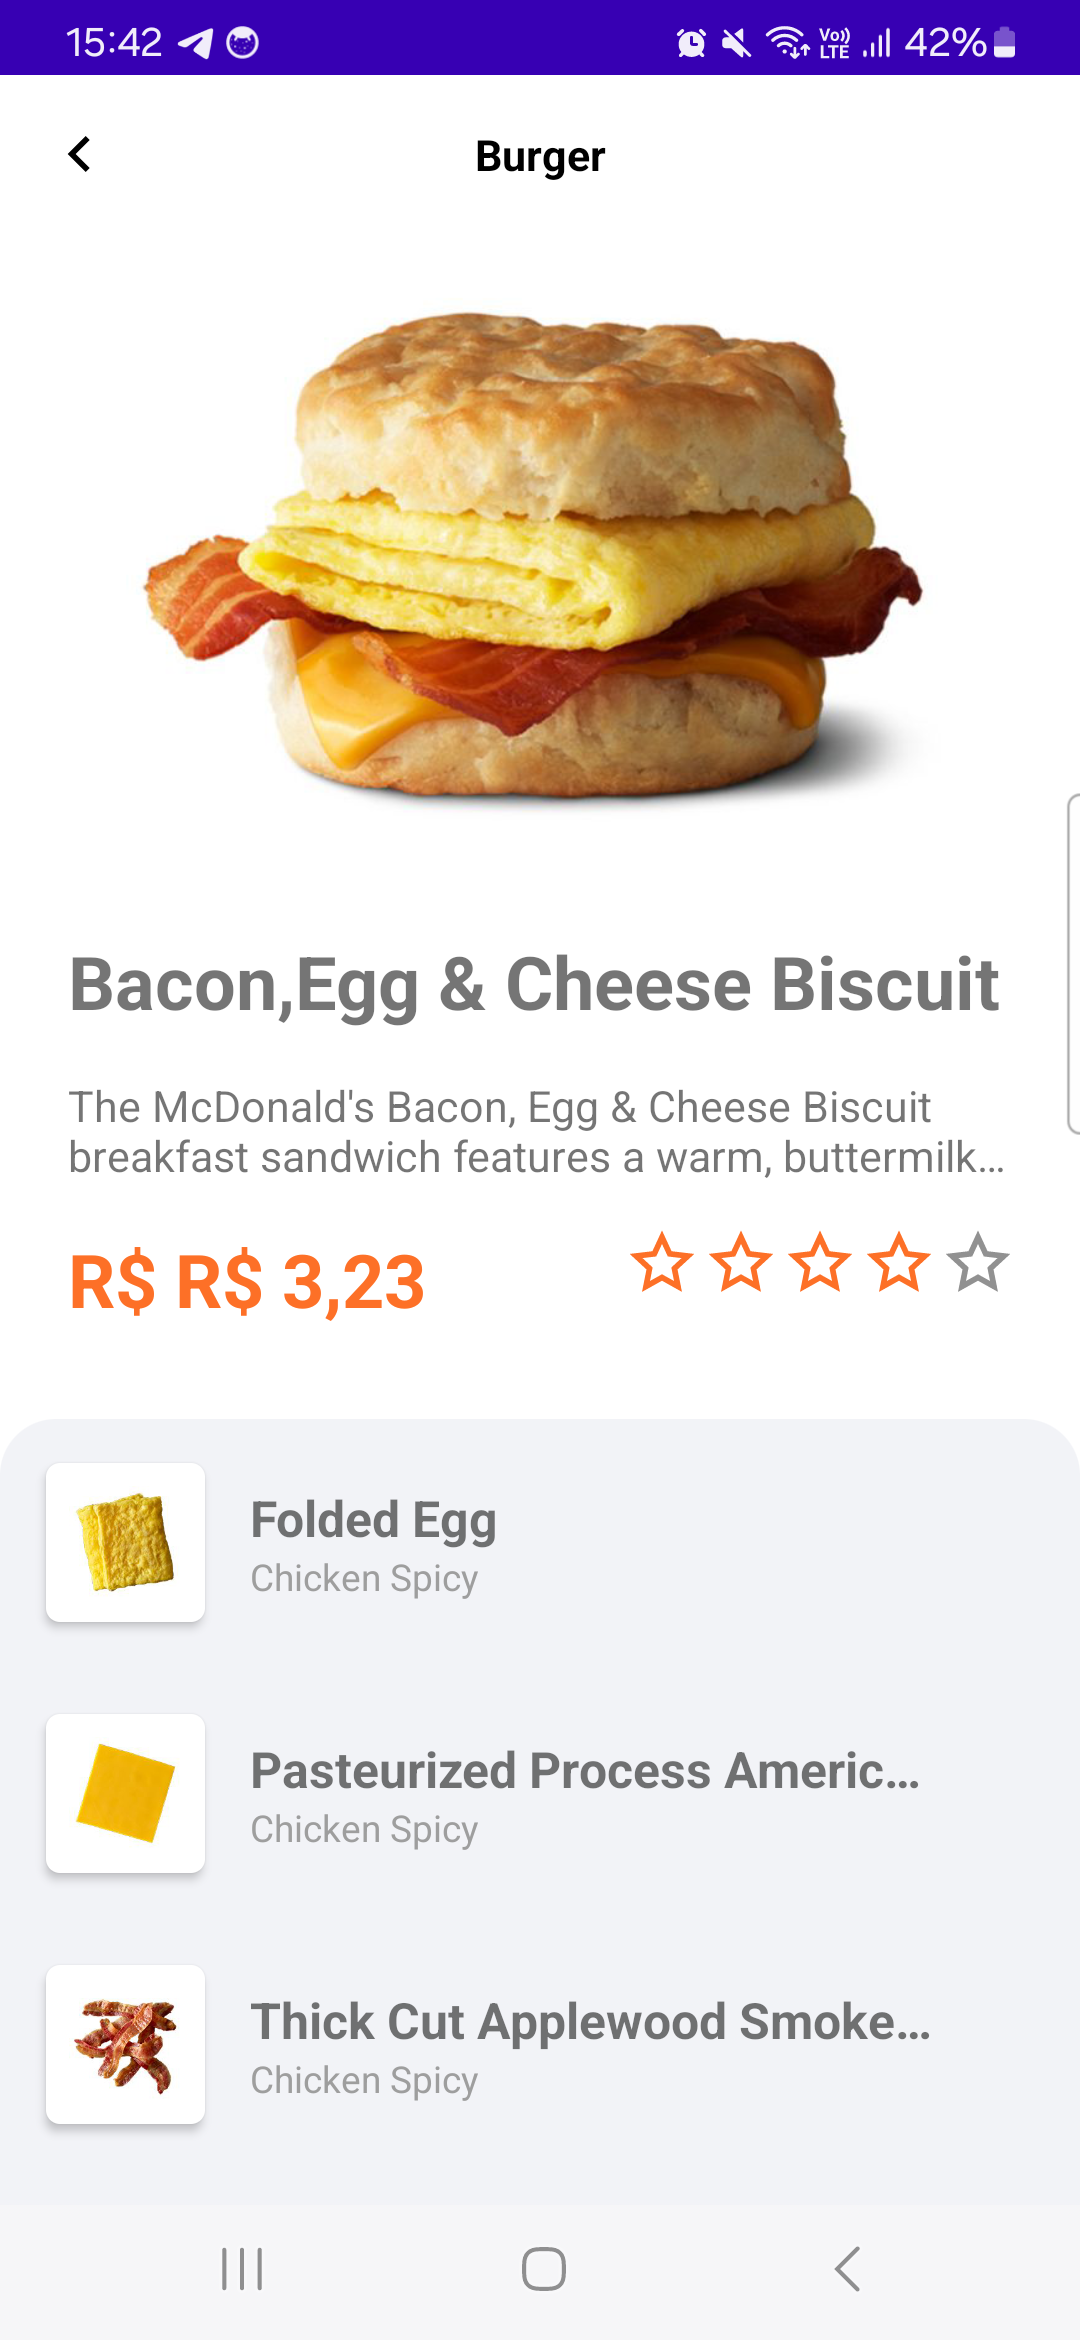 15:42 Vo)) LTE 42%
Burger
Bacon,Egg & Cheese Biscuit
The McDonald's Bacon, Egg & Cheese Biscuit
breakfast sandwich features a warm, buttermilk...
R$ R$ 3,23
Folded Egg
Chicken Spicy
Pasteurized Process Americ...
Chicken Spicy
Thick Cut Applewood Smoke...
Chicken Spicy